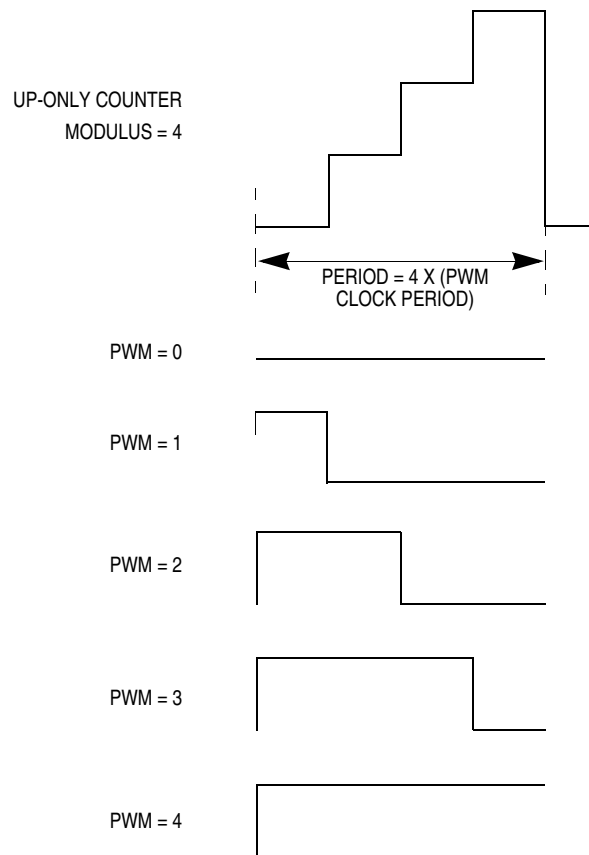 UP-ONLY COUNTER
MODULUS = 4
PERIOD = 4 X (PWM
CLOCK PERIOD)
PWM = 0
PWM = 1
PWM = 2
PWM = 3
PWM = 4